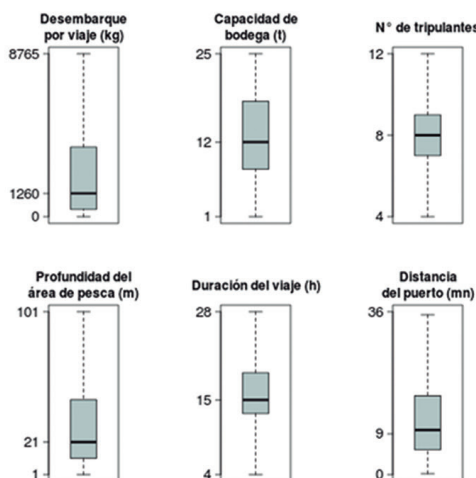 Desembarque
por viaje (kg)
8765
1260
0
Capacidad de
bodega (t)
25
12
1
N° de tripulantes
12
8
4
Profundidad del
área de pesca (m)
101
21
1
Duración del viaje (h)
28
15
4
Distancia
del puerto (mn)
36
9
0